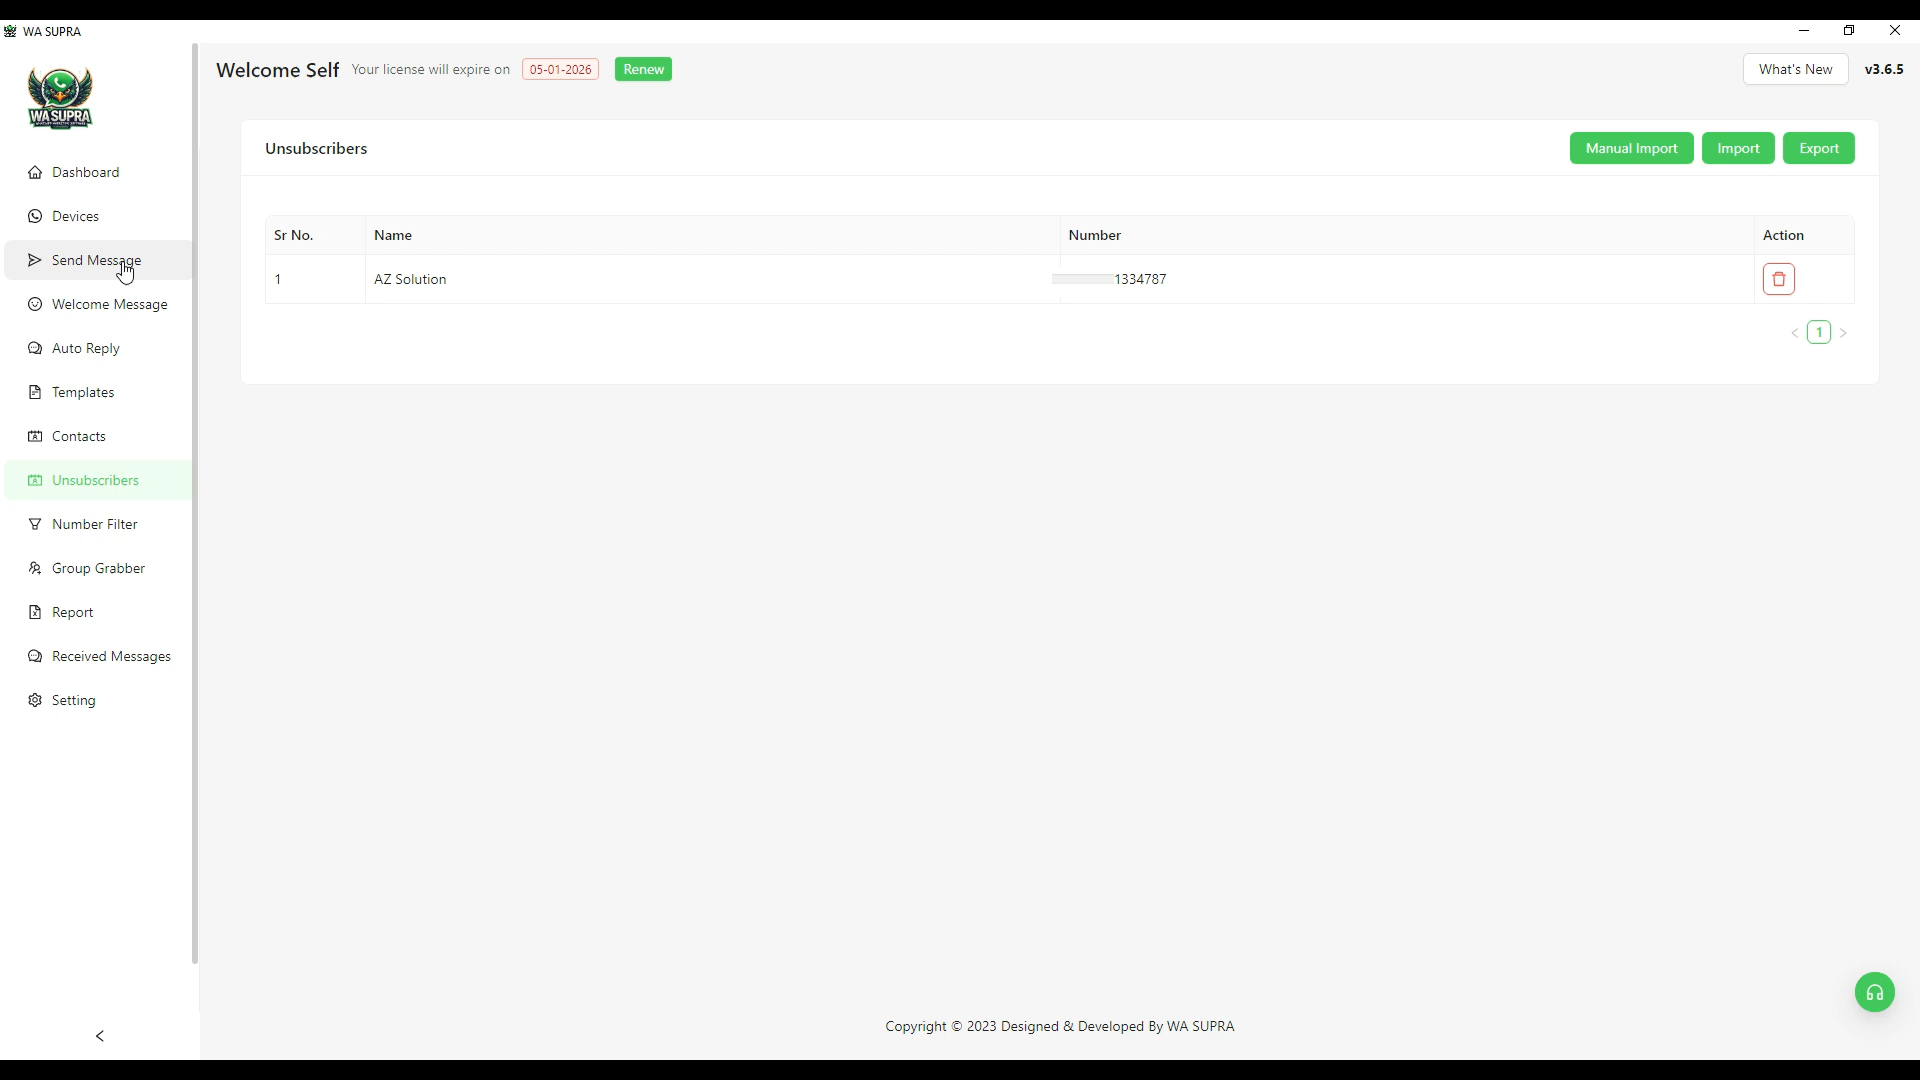 WA SUPRA
WA SUPRA
Welcome Self Your license will expire on 05-01-2026 Renew
What's New v3.6.5
Dashboard
Devices
Send Message
Welcome Message
Auto Reply
Templates
Contacts
Unsubscribers
Number Filter
Group Grabber
Report
Received Messages
Setting
Unsubscribers
Manual Import Import Export
Sr No. Name Number Action
1 AZ Solution 1334787
< 1 >
Copyright © 2023 Designed & Developed By WA SUPRA